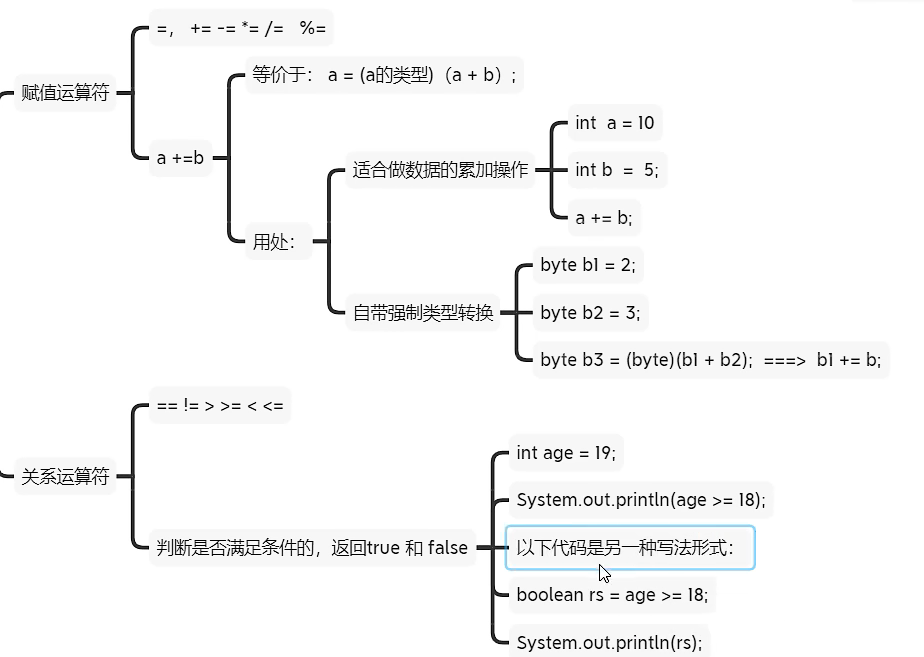 赋值运算符
=， += -= *= /= %=
a +=b
等价于： a = (a的类型)（a + b）;
用处：
适合做数据的累加操作
int a = 10
int b = 5;
a += b;
自带强制类型转换
byte b1 = 2;
byte b2 = 3;
byte b3 = (byte)(b1 + b2); ===> b1 += b;
关系运算符
== != > >= < <=
判断是否满足条件的，返回true 和 false
int age = 19;
System.out.println(age >= 18);
以下代码是另一种写法形式：
boolean rs = age >= 18;
System.out.println(rs);